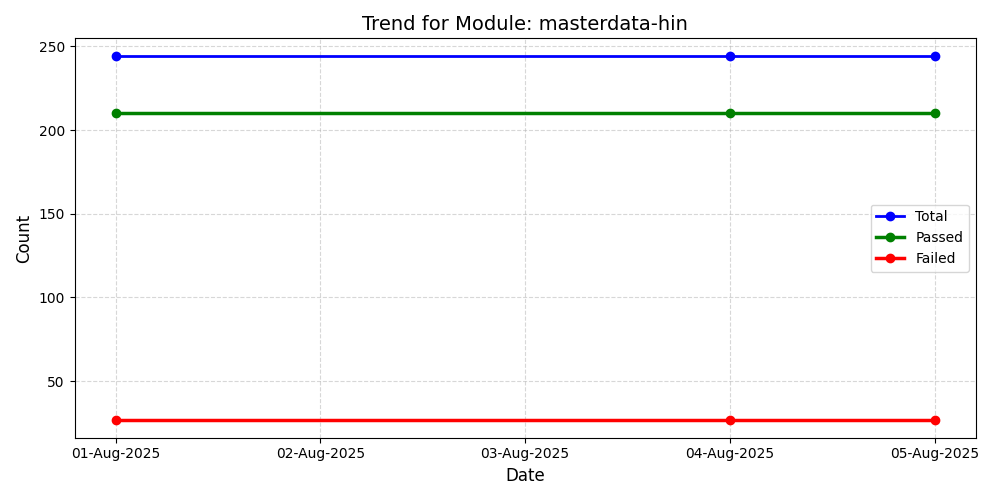 Trend for Module: masterdata-hin
250
200
150
100
50
Count
Total
Passed
Failed
01-Aug-2025 02-Aug-2025 03-Aug-2025 04-Aug-2025 05-Aug-2025
Date